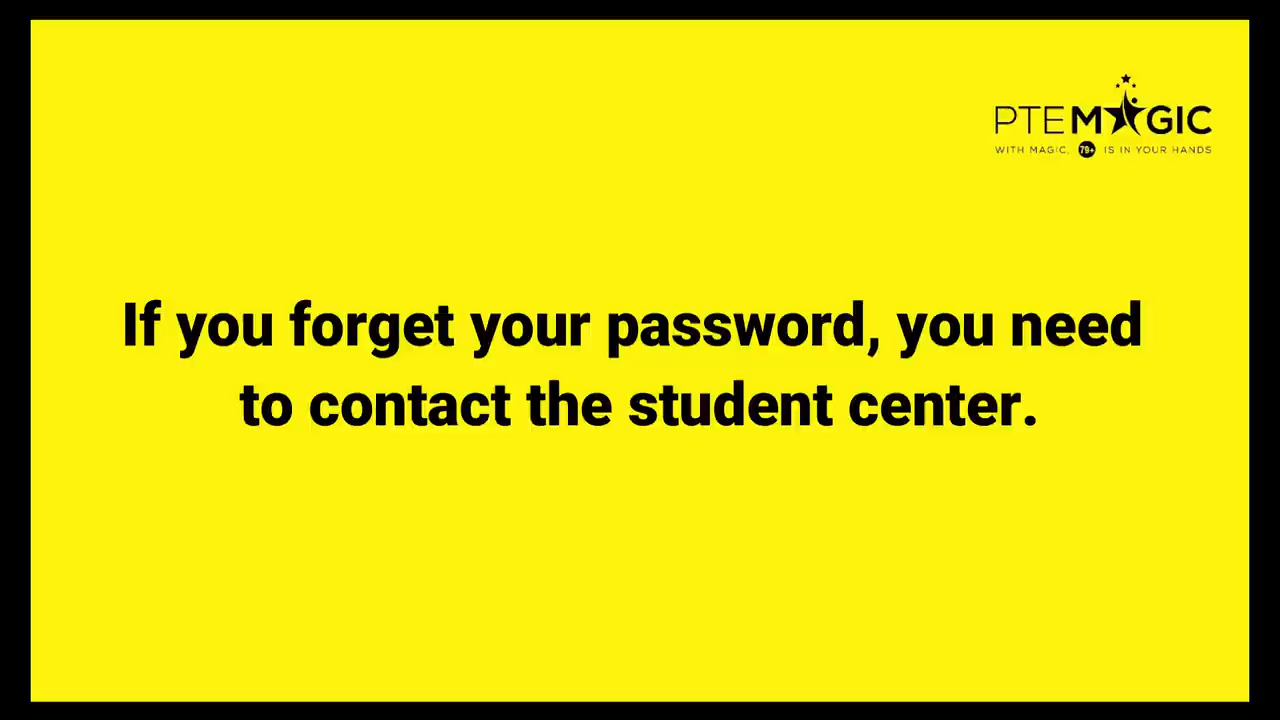 PTEMAGIC
WITH MAGIC, 79+ IS IN YOUR HANDS
If you forget your password, you need
to contact the student center.